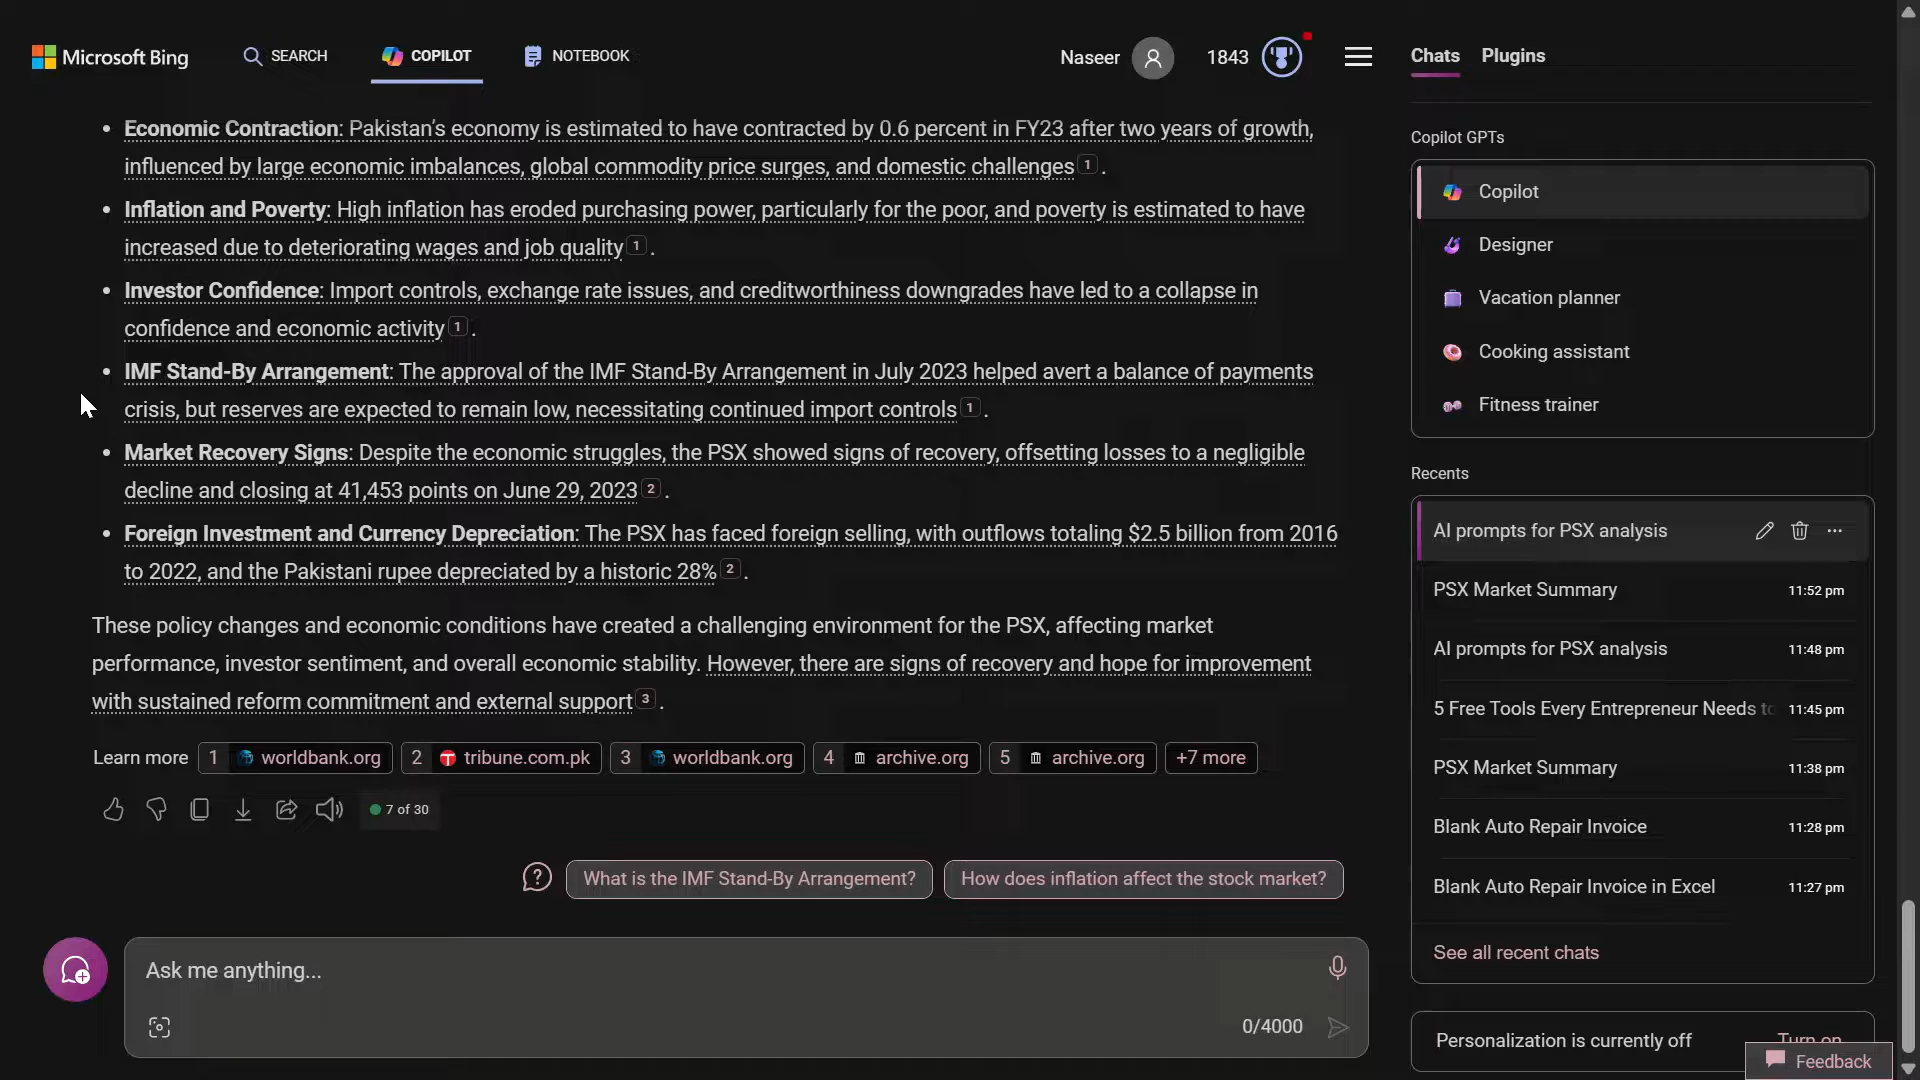 Microsoft Bing
SEARCH
COPILOT
NOTEBOOK
Naseer
1843
Chats Plugins
• Economic Contraction: Pakistan's economy is estimated to have contracted by 0.6 percent in FY23 after two years of growth,
influenced by large economic imbalances, global commodity price surges, and domestic challenges 1 .
• Inflation and Poverty: High inflation has eroded purchasing power, particularly for the poor, and poverty is estimated to have
increased due to deteriorating wages and job quality 1 .
• Investor Confidence: Import controls, exchange rate issues, and creditworthiness downgrades have led to a collapse in
confidence and economic activity 1 .
• IMF Stand-By Arrangement: The approval of the IMF Stand-By Arrangement in July 2023 helped avert a balance of payments
crisis, but reserves are expected to remain low, necessitating continued import controls 1 .
• Market Recovery Signs: Despite the economic struggles, the PSX showed signs of recovery, offsetting losses to a negligible
decline and closing at 41,453 points on June 29, 2023 2 .
• Foreign Investment and Currency Depreciation: The PSX has faced foreign selling, with outflows totaling $2.5 billion from 2016
to 2022, and the Pakistani rupee depreciated by a historic 28% 2 .
These policy changes and economic conditions have created a challenging environment for the PSX, affecting market
performance, investor sentiment, and overall economic stability. However, there are signs of recovery and hope for improvement
with sustained reform commitment and external support 3 .
Learn more 1 worldbank.org 2 tribune.com.pk 3 worldbank.org 4 archive.org 5 archive.org +7 more
7 of 30
What is the IMF Stand-By Arrangement? How does inflation affect the stock market?
Ask me anything...
0/4000
Copilot GPTs
Copilot
Designer
Vacation planner
Cooking assistant
Fitness trainer
Recents
AI prompts for PSX analysis
PSX Market Summary 11:52 pm
AI prompts for PSX analysis 11:48 pm
5 Free Tools Every Entrepreneur Needs to 11:45 pm
PSX Market Summary 11:38 pm
Blank Auto Repair Invoice 11:28 pm
Blank Auto Repair Invoice in Excel 11:27 pm
See all recent chats
Personalization is currently off Turn on
Feedback